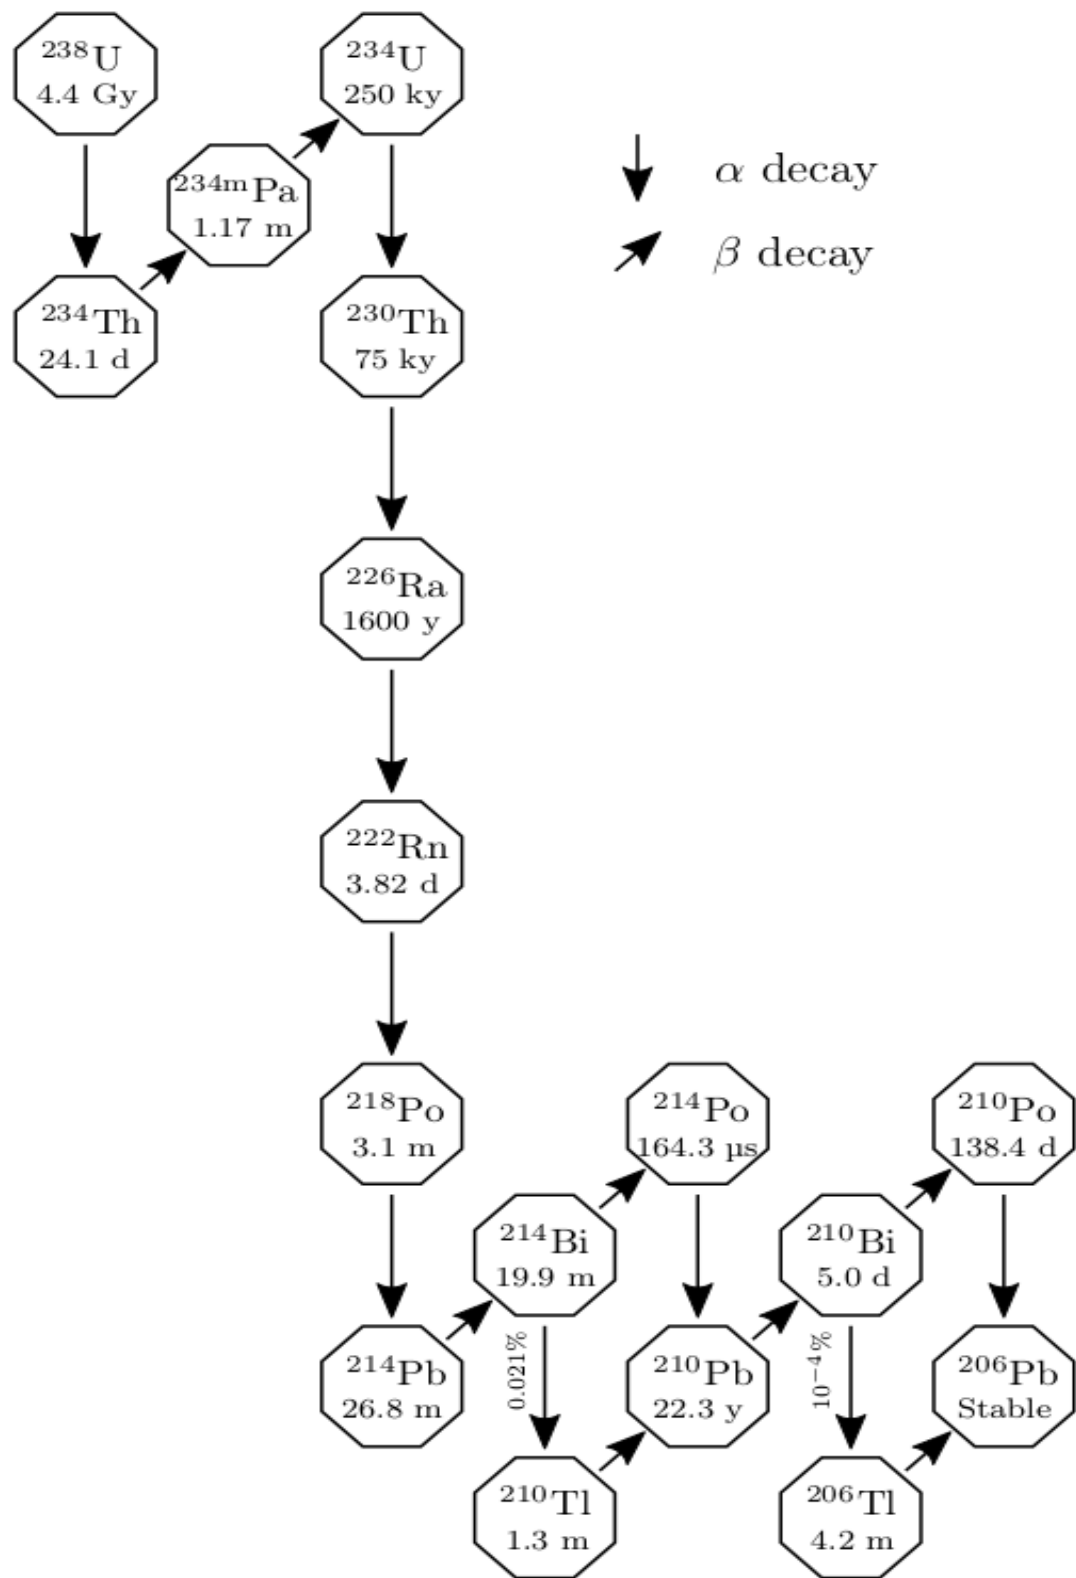 ²³⁸U
4.4 Gy
²³⁴U
250 ky
α decay
²³⁴ᵐPa
1.17 m
β decay
²³⁴Th
24.1 d
²³⁰Th
75 ky
²²⁶Ra
1600 y
²²²Rn
3.82 d
²¹⁸Po
3.1 m
²¹⁴Po
164.3 µs
²¹⁰Po
138.4 d
²¹⁴Bi
19.9 m
²¹⁰Bi
5.0 d
²¹⁴Pb
26.8 m
0.021%
²¹⁰Pb
22.3 y
10⁻⁴%
²⁰⁶Pb
Stable
²¹⁰Tl
1.3 m
²⁰⁶Tl
4.2 m